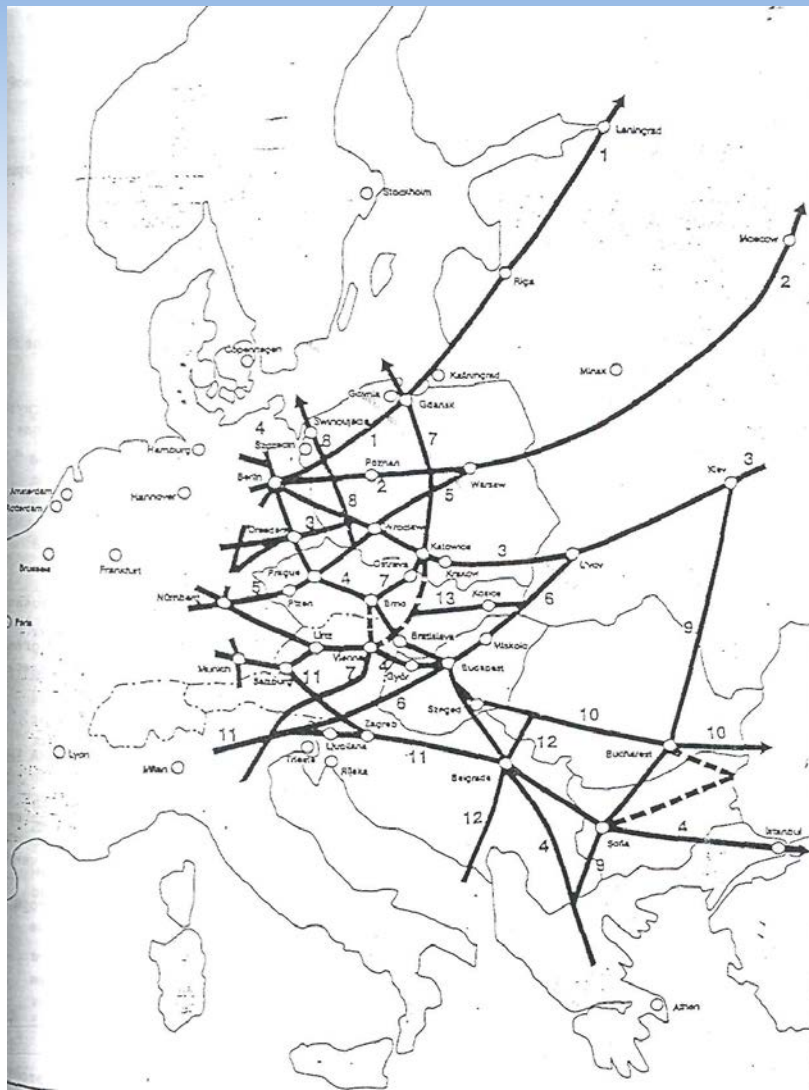 Leningrad
1
Stockholm
Moscow
2
Riga
Copenhagen
Kaliningrad
Minsk
Gdynia
Gdansk
4
Swinoujscie
8
1
7
Hamburg
Szczecin
Poznan
3
Berlin
2
Warsaw
Kiev
Amsterdam
Rotterdam
Hannover
5
8
Dresden
3
Wroclaw
Katowice
3
Lvov
Brussels
Frankfurt
Ostrava
Krakow
Prague
4
7
13
Kosice
6
Nürnberg
5
Plzen
Brno
Paris
9
Linz
Bratislava
Miskolc
Vienna
Munich
4
Budapest
Salzburg
11
7
Györ
6
Szeged
10
11
Zagreb
10
12
Lyon
Ljubljana
Bucharest
Milan
Trieste
Rijeka
11
Belgrade
12
4
Istanbul
4
Sofia
9
Athen